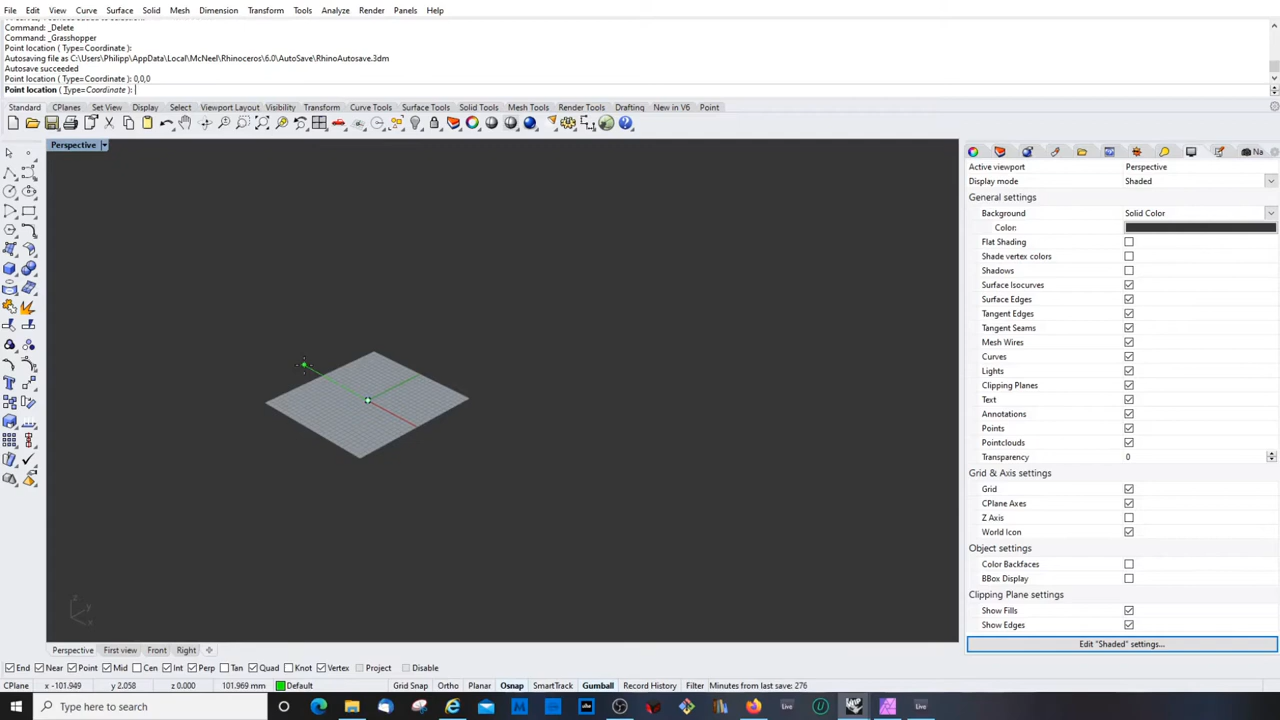 File Edit View Curve Surface Solid Mesh Dimension Transform Tools Analyze Render Panels Help
Command: _Delete
Command: _Grasshopper
Point location ( Type=Coordinate ):
Autosaving file as C:\Users\Philipp\AppData\Local\McNeel\Rhinoceros\6.0\AutoSave\RhinoAutosave.3dm
Autosave succeeded
Point location ( Type=Coordinate ): 0,0,0
Point location ( Type=Coordinate ):
Standard CPlanes Set View Display Select Viewport Layout Visibility Transform Curve Tools Surface Tools Solid Tools Mesh Tools Render Tools Drafting New in V6 Point
Perspective
Na
Active viewport Perspective
Display mode Shaded
General settings
Background Solid Color
Color:
Flat Shading
Shade vertex colors
Shadows
Surface Isocurves
Surface Edges
Tangent Edges
Tangent Seams
Mesh Wires
Curves
Lights
Clipping Planes
Text
Annotations
Points
Pointclouds
Transparency 0
Grid & Axis settings
Grid
CPlane Axes
Z Axis
World Icon
Object settings
Color Backfaces
BBox Display
Clipping Plane settings
Show Fills
Show Edges
Edit "Shaded" settings...
z
y
x
Perspective First view Front Right
End Near Point Mid Cen Int Perp Tan Quad Knot Vertex Project Disable
CPlane x -101.949 y 2.058 z 0.000 101.969 mm Default Grid Snap Ortho Planar Osnap SmartTrack Gumball Record History Filter Minutes from last save: 276
Type here to search
Live
Live